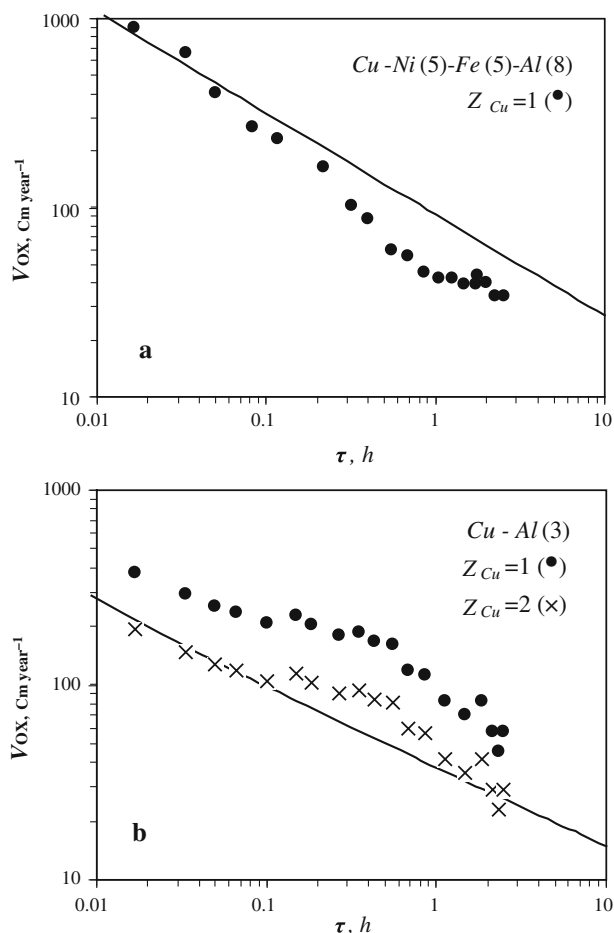 1000
Cu -Ni (5)-Fe (5)-Al (8)
Z Cu =1 (●)
100
VOX, Cm year⁻¹
a
10
0.01 0.1 1 10
τ, h
1000
Cu - Al (3)
Z Cu =1 (●)
Z Cu =2 (×)
100
VOX, Cm year⁻¹
b
10
0.01 0.1 1 10
τ, h